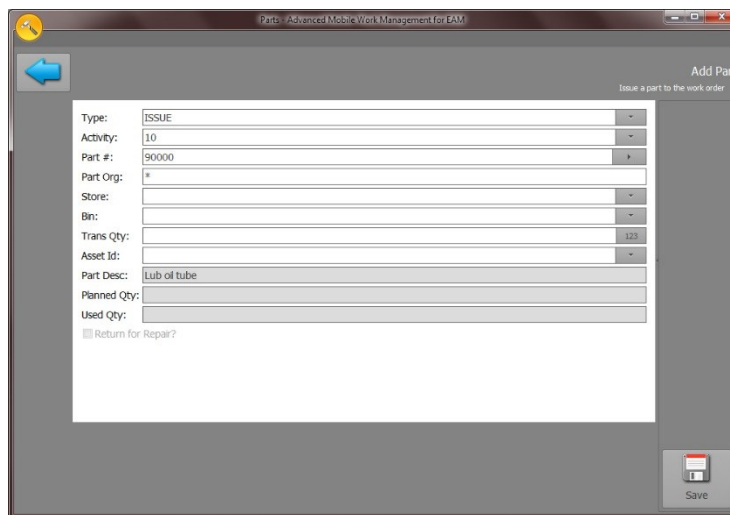 Parts - Advanced Mobile Work Management for EAM
Add Par
Issue a part to the work order
Type: ISSUE
Activity: 10
Part #: 90000
Part Org: *
Store:
Bin:
Trans Qty: 123
Asset Id:
Part Desc: Lub oil tube
Planned Qty:
Used Qty:
Return for Repair?
Save